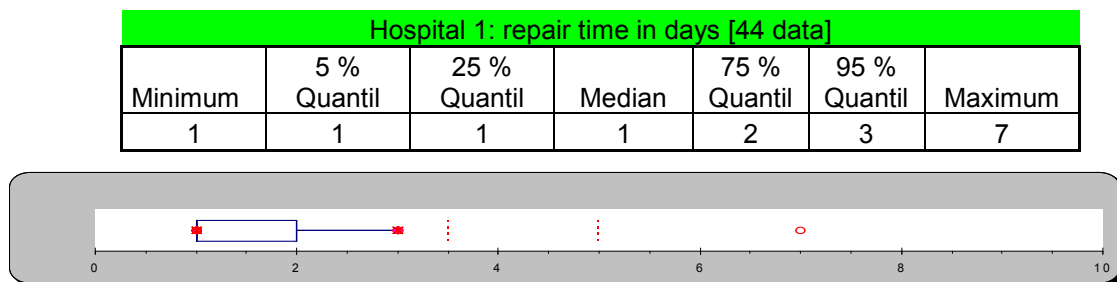 Hospital 1: repair time in days [44 data]
Minimum 5 % Quantil 25 % Quantil Median 75 % Quantil 95 % Quantil Maximum
1 1 1 1 2 3 7
0 2 4 6 8 10